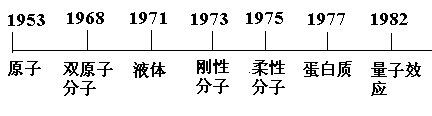 1953 1968 1971 1973 1975 1977 1982
原子 双原子 液体 刚性 柔性 蛋白质 量子效
分子 分子 分子 应